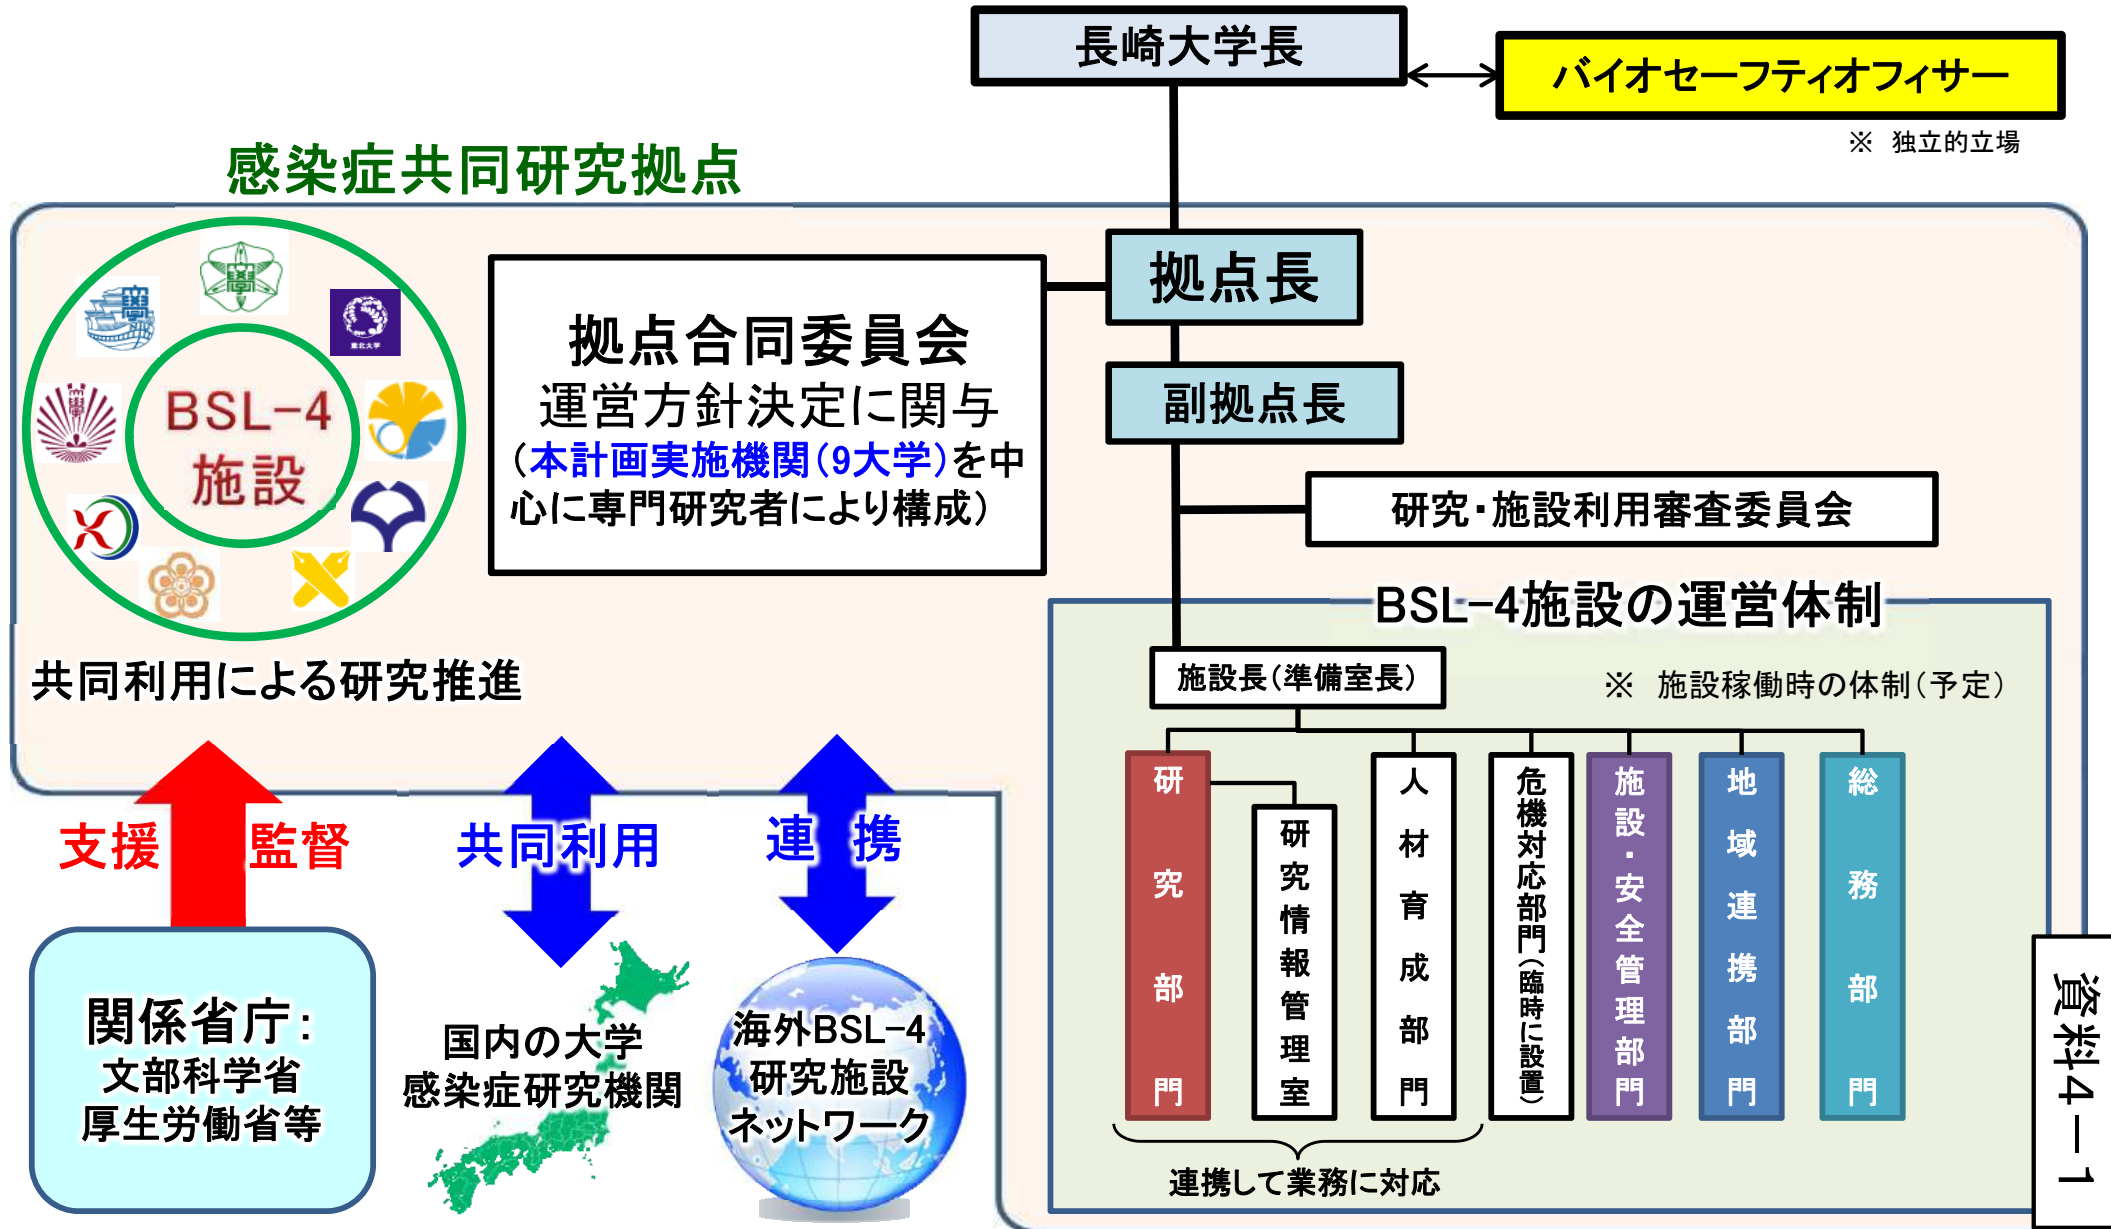 長崎大学長
バイオセーフティオフィサー
※ 独立的立場
感染症共同研究拠点
拠点長
副拠点長
拠点合同委員会
運営方針決定に関与
（本計画実施機関（9大学）を中
心に専門研究者により構成）
東北大学
BSL-4
施設
共同利用による研究推進
研究・施設利用審査委員会
BSL-4施設の運営体制
施設長（準備室長）
※ 施設稼働時の体制（予定）
研究部門
研究情報管理室
人材育成部門
危機対応部門（臨時に設置）
施設・安全管理部門
地域連携部門
総務部門
連携して業務に対応
支援 監督
共同利用
連携
関係省庁：
文部科学省
厚生労働省等
国内の大学
感染症研究機関
海外BSL-4
研究施設
ネットワーク
資料4－1